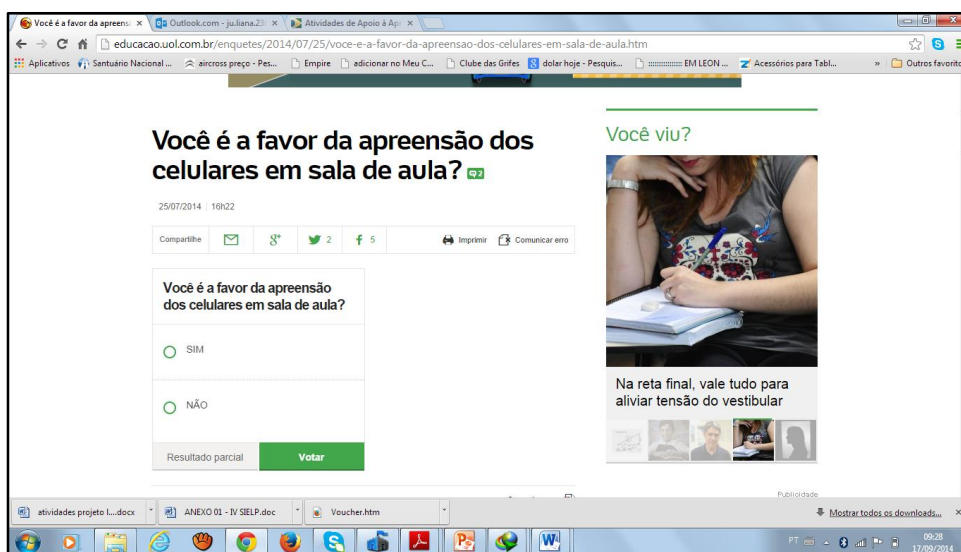 Você é a favor da apreens
Outlook.com - ju.liana.23
Atividades de Apoio à Ap
educacao.uol.com.br/enquetes/2014/07/25/voce-e-a-favor-da-apreensao-dos-celulares-em-sala-de-aula.htm
Aplicativos
Santuário Nacional ...
aircross preço - Pes...
Empire
adicionar no Meu C...
Clube das Grifes
dolar hoje - Pesquis...
EM LEON ...
Acessórios para Tabl...
»
Outros favorito
Você é a favor da apreensão dos
celulares em sala de aula? 2
25/07/2014 | 16h22
Compartilhe
2
5
Imprimir
Comunicar erro
Você é a favor da apreensão
dos celulares em sala de aula?
SIM
NÃO
Resultado parcial
Votar
Você viu?
Na reta final, vale tudo para
aliviar tensão do vestibular
Publicidade
atividades projeto I....docx
ANEXO 01 - IV SIELP.doc
Voucher.htm
Mostrar todos os downloads...
PT
09:28
17/09/2014